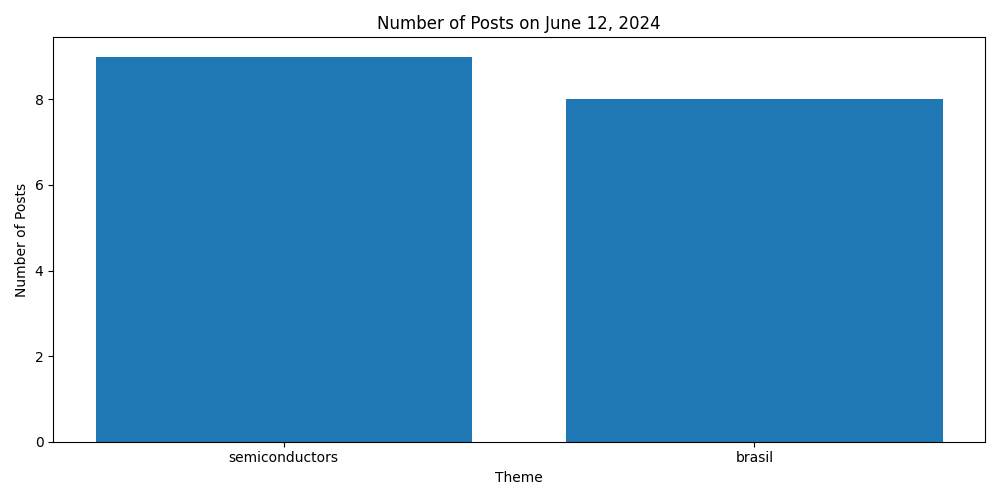 Number of Posts on June 12, 2024
Number of Posts
8
6
4
2
0
semiconductors
brasil
Theme